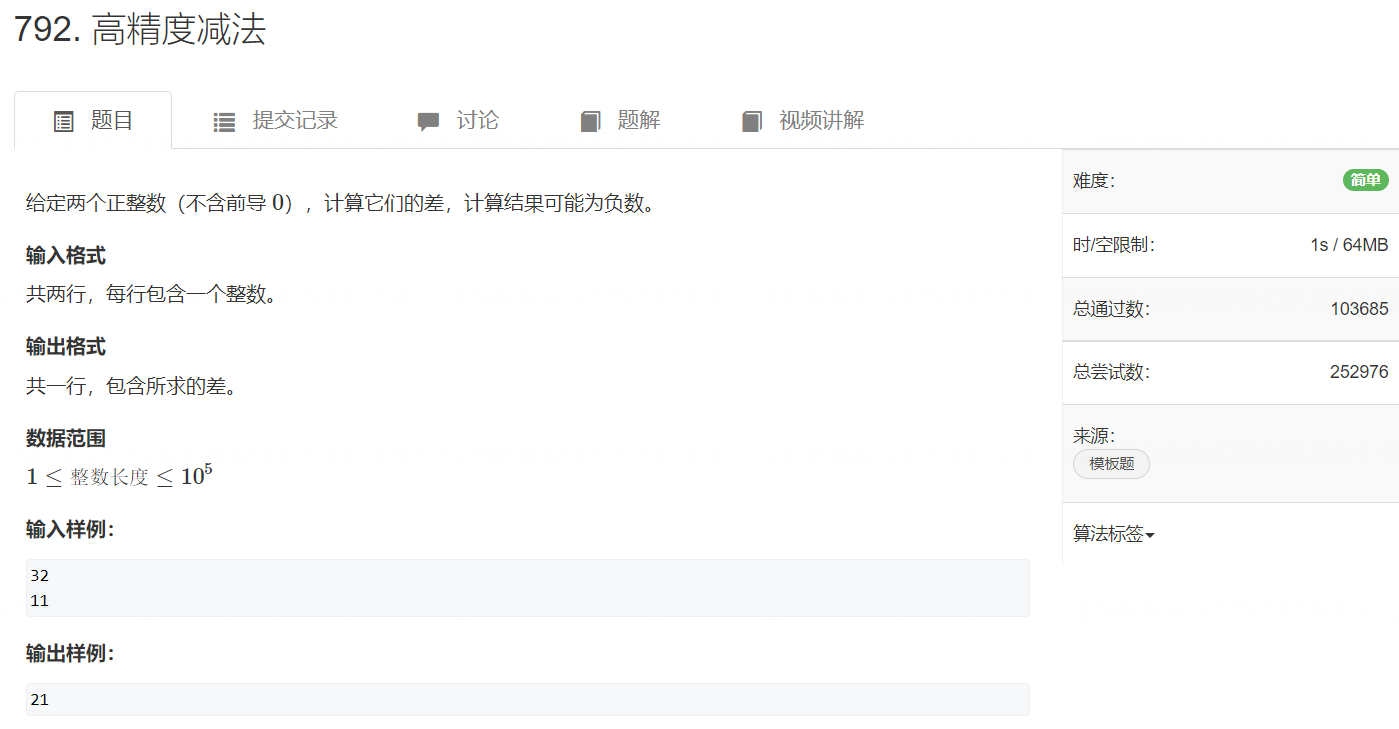 792. 高精度减法
题目
提交记录
讨论
题解
视频讲解
给定两个正整数（不含前导 0），计算它们的差，计算结果可能为负数。
输入格式
共两行，每行包含一个整数。
输出格式
共一行，包含所求的差。
数据范围
1 ≤ 整数长度 ≤ 10⁵
输入样例：
32
11
输出样例：
21
难度： 简单
时/空限制： 1s / 64MB
总通过数： 103685
总尝试数： 252976
来源：
模板题
算法标签